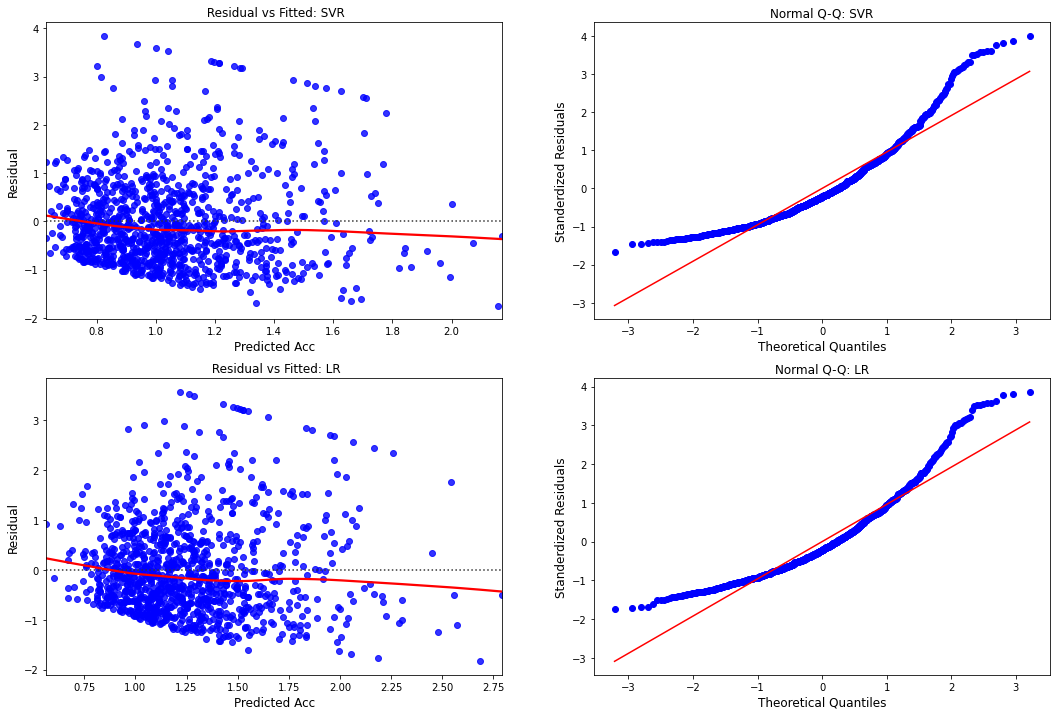 Residual vs Fitted: SVR
4
3
2
1
0
−1
−2
Residual
0.8 1.0 1.2 1.4 1.6 1.8 2.0
Predicted Acc
Normal Q-Q: SVR
4
3
2
1
0
−1
−2
−3
Standerdized Residuals
−3 −2 −1 0 1 2 3
Theoretical Quantiles
Residual vs Fitted: LR
3
2
1
0
−1
−2
Residual
0.75 1.00 1.25 1.50 1.75 2.00 2.25 2.50 2.75
Predicted Acc
Normal Q-Q: LR
4
3
2
1
0
−1
−2
−3
Standerdized Residuals
−3 −2 −1 0 1 2 3
Theoretical Quantiles